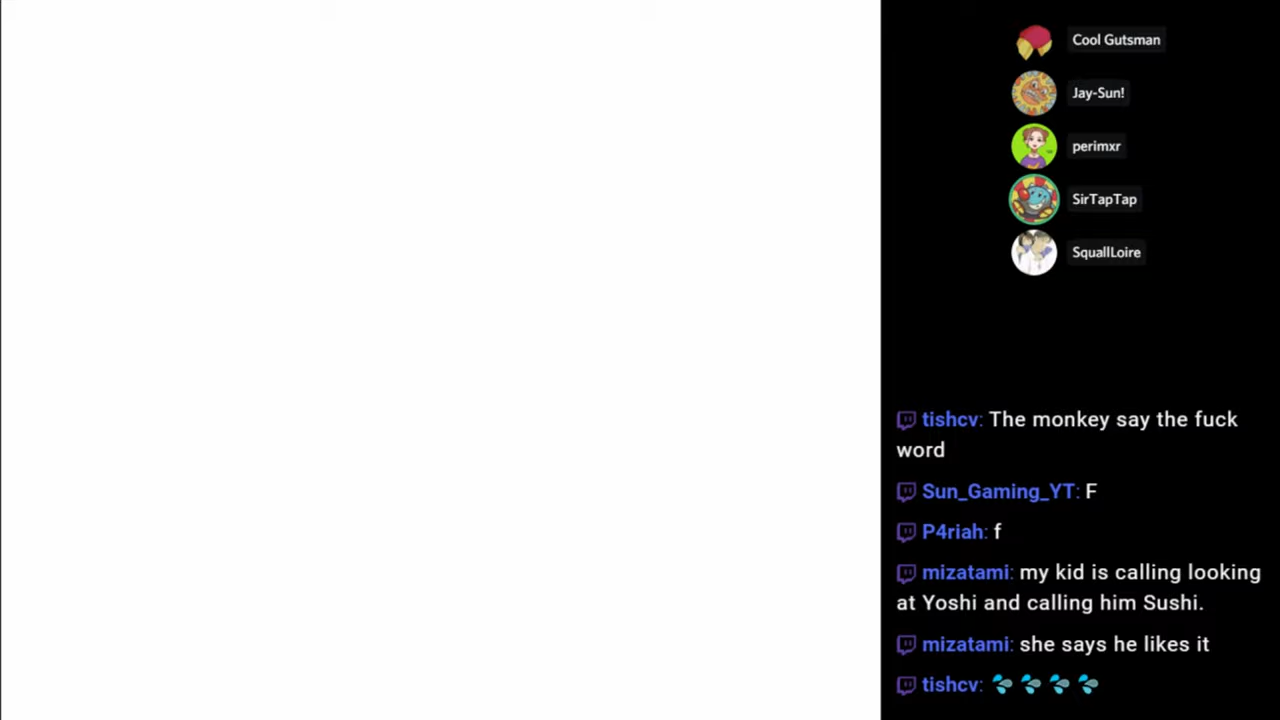 Cool Gutsman
Jay-Sun!
perimxr
SirTapTap
SquallLoire
tishcv: The monkey say the fuck
word
Sun_Gaming_YT: F
P4riah: f
mizatami: my kid is calling looking
at Yoshi and calling him Sushi.
mizatami: she says he likes it
tishcv: 💦 💦 💦 💦